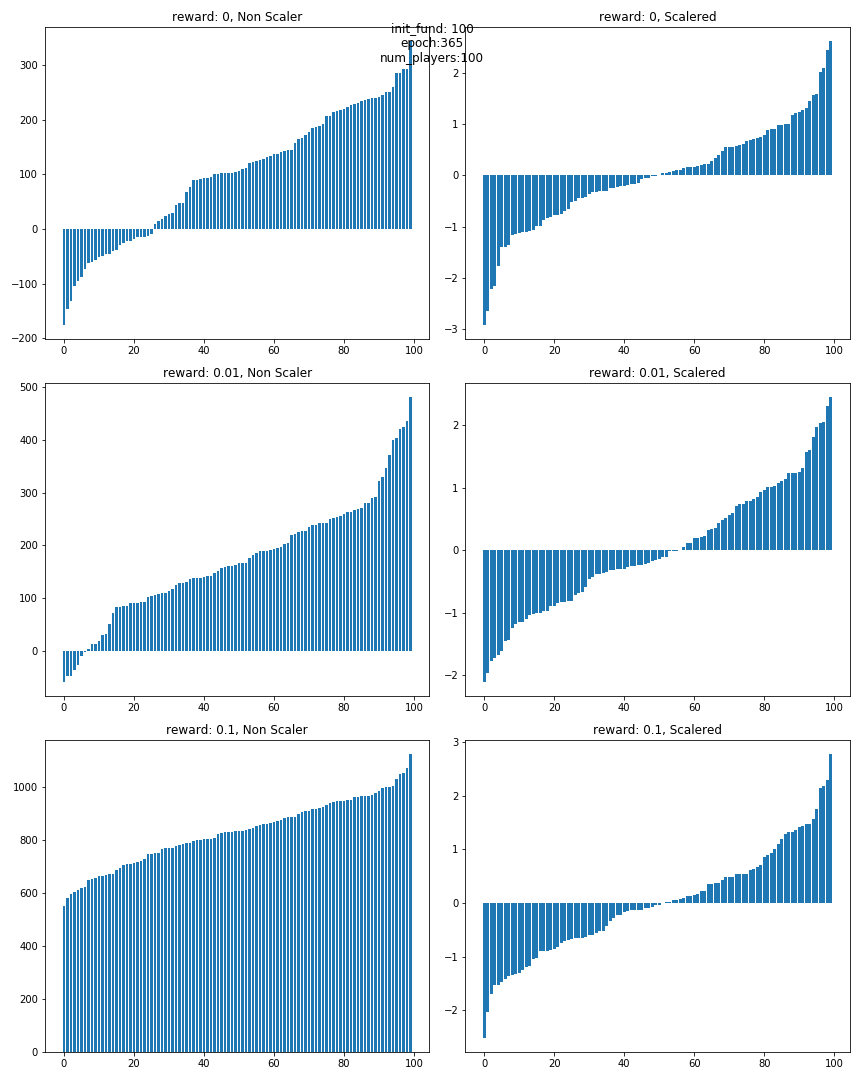 init_fund: 100
epoch:365
num_players:100
reward: 0, Non Scaler
300
200
100
0
−100
−200
0 20 40 60 80 100
reward: 0, Scalered
2
1
0
−1
−2
−3
0 20 40 60 80 100
reward: 0.01, Non Scaler
500
400
300
200
100
0
0 20 40 60 80 100
reward: 0.01, Scalered
2
1
0
−1
−2
0 20 40 60 80 100
reward: 0.1, Non Scaler
1000
800
600
400
200
0
0 20 40 60 80 100
reward: 0.1, Scalered
3
2
1
0
−1
−2
0 20 40 60 80 100